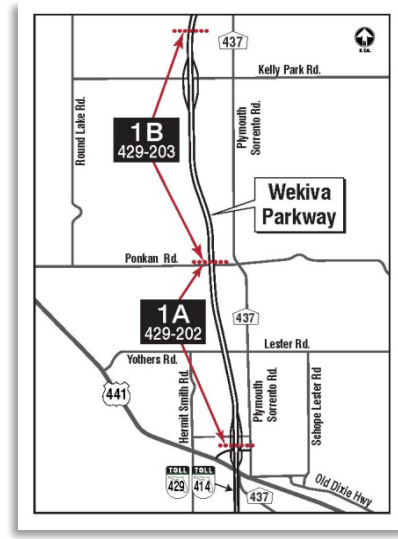 437
Kelly Park Rd.
Round Lake Rd.
1B
429-203
Plymouth
Sorrento Rd.
Wekiva
Parkway
Ponkan Rd.
1A
429-202
437
Lester Rd.
Yothers Rd.
441
Hermit Smith Rd.
Plymouth
Sorrento Rd.
Schope Lester Rd
TOLL
429
TOLL
414
437
Old Dixie Hwy